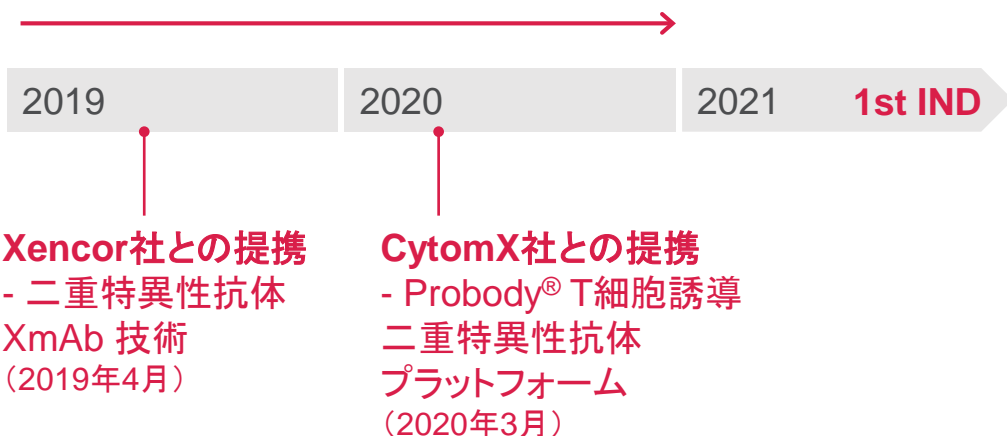 2019
2020
2021
1st IND
Xencor社との提携
- 二重特異性抗体
XmAb 技術
（2019年4月）
CytomX社との提携
- Probody® T細胞誘導
二重特異性抗体
プラットフォーム
（2020年3月）